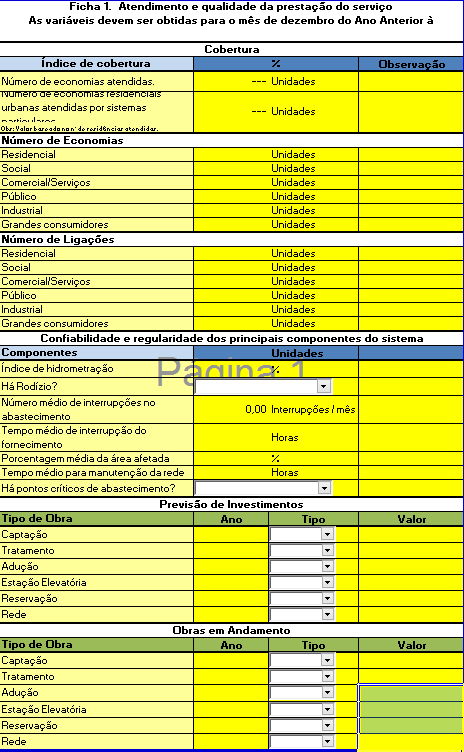 Ficha 1. Atendimento e qualidade da prestação do serviço
As variáveis devem ser obtidas para o mês de dezembro do Ano Anterior à
Cobertura
Índice de cobertura % Observação
Número de economias atendidas. --- Unidades
Número de economias residenciais
urbanas atendidas por sistemas --- Unidades
particulares
Obs: Valor baseado no nº de residências atendidas.
Número de Economias
Residencial Unidades
Social Unidades
Comercial/Serviços Unidades
Público Unidades
Industrial Unidades
Grandes consumidores Unidades
Número de Ligações
Residencial Unidades
Social Unidades
Comercial/Serviços Unidades
Público Unidades
Industrial Unidades
Grandes consumidores Unidades
Confiabilidade e regularidade dos principais componentes do sistema
Componentes Unidades
Índice de hidrometração %
Página 1
Há Rodízio?
Número médio de interrupções no
abastecimento 0,00 Interrupções / mês
Tempo médio de interrupção do
fornecimento Horas
Porcentagem média da área afetada %
Tempo médio para manutenção da rede Horas
Há pontos críticos de abastecimento?
Previsão de Investimentos
Tipo de Obra Ano Tipo Valor
Captação
Tratamento
Adução
Estação Elevatória
Reservação
Rede
Obras em Andamento
Tipo de Obra Ano Tipo Valor
Captação
Tratamento
Adução
Estação Elevatória
Reservação
Rede